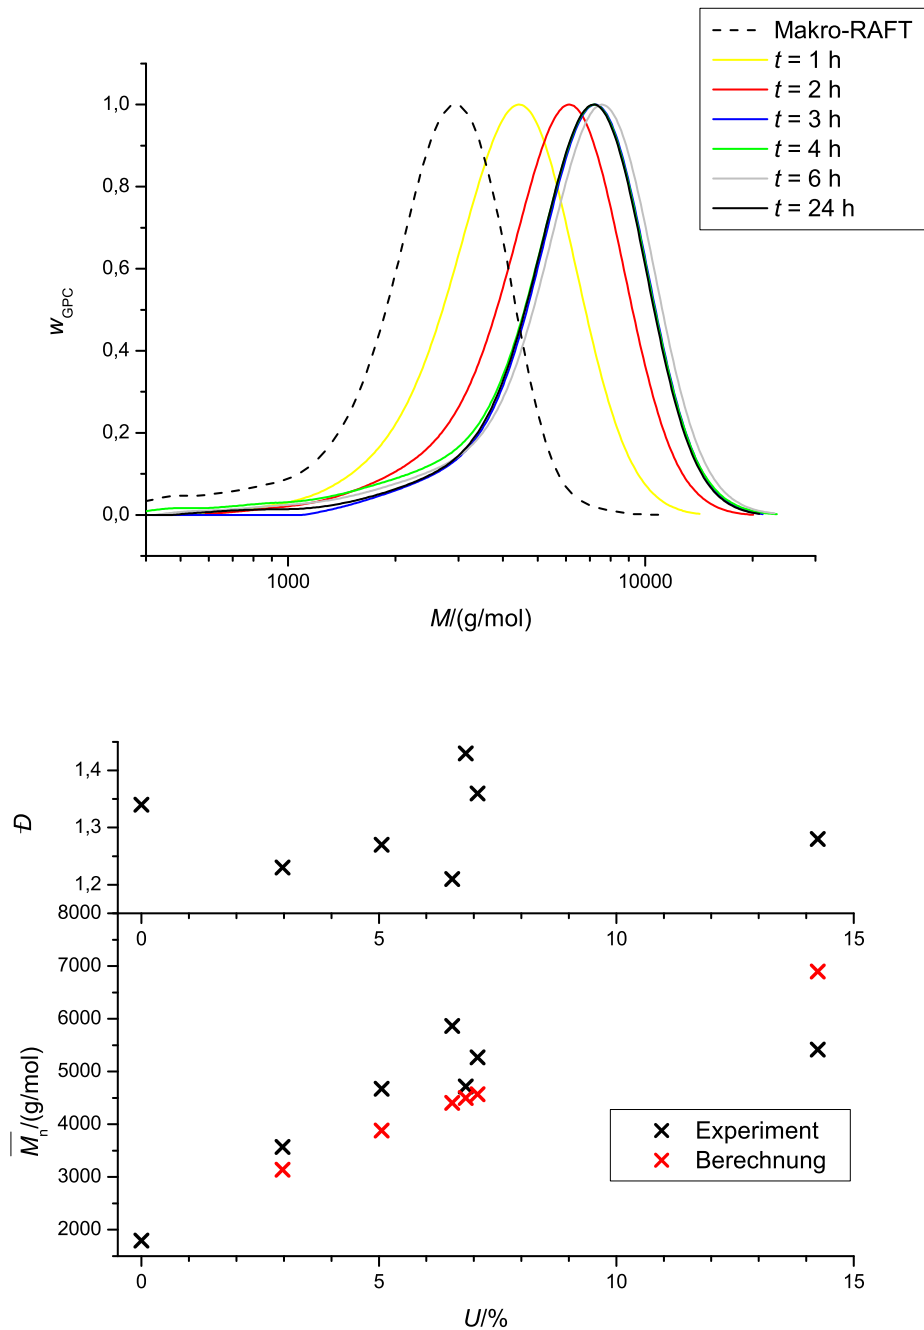 Makro-RAFT
t = 1 h
t = 2 h
t = 3 h
t = 4 h
t = 6 h
t = 24 h
1,0
0,8
0,6
0,4
0,2
0,0
w_GPC
1000 10000
M/(g/mol)
1,4
1,3
1,2
Đ
8000
0 5 10 15
7000
6000
5000
4000
3000
2000
M̅_n/(g/mol)
Experiment
Berechnung
0 5 10 15
U/%